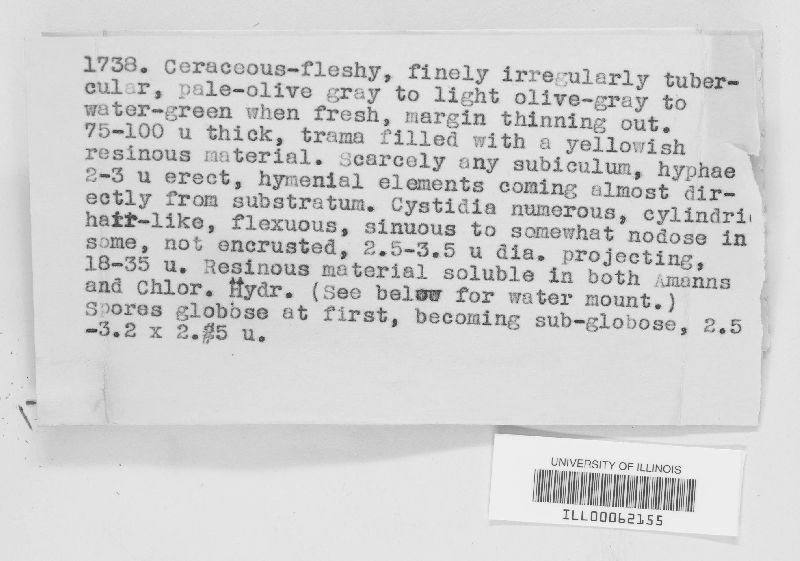 1738. Ceraceous-fleshy, finely irregularly tuber-
cular, pale-olive gray to light olive-gray to
water-green when fresh, margin thinning out.
75-100 u thick, trama filled with a yellowish
resinous material. Scarcely any subiculum, hyphae
2-3 u erect, hymenial elements coming almost dir-
ectly from substratum. Cystidia numerous, cylindri
hair-like, flexuous, sinuous to somewhat nodose in
some, not encrusted, 2.5-3.5 u dia. projecting,
18-35 u. Resinous material soluble in both Amanns
and Chlor. Hydr. (See below for water mount.)
Spores globose at first, becoming sub-globose, 2.5
-3.2 x 2.5 u.
UNIVERSITY OF ILLINOIS
ILL00062155